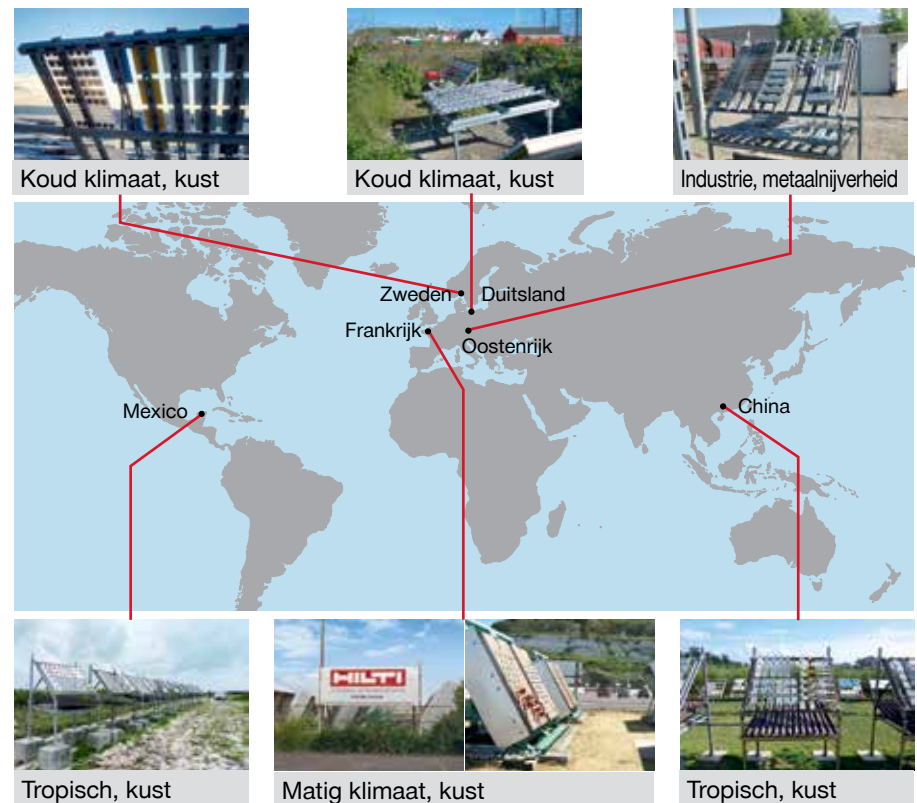 Koud klimaat, kust
Koud klimaat, kust
Industrie, metaalnijverheid
Zweden
Duitsland
Frankrijk
Oostenrijk
Mexico
China
HILTI
Tropisch, kust
Matig klimaat, kust
Tropisch, kust